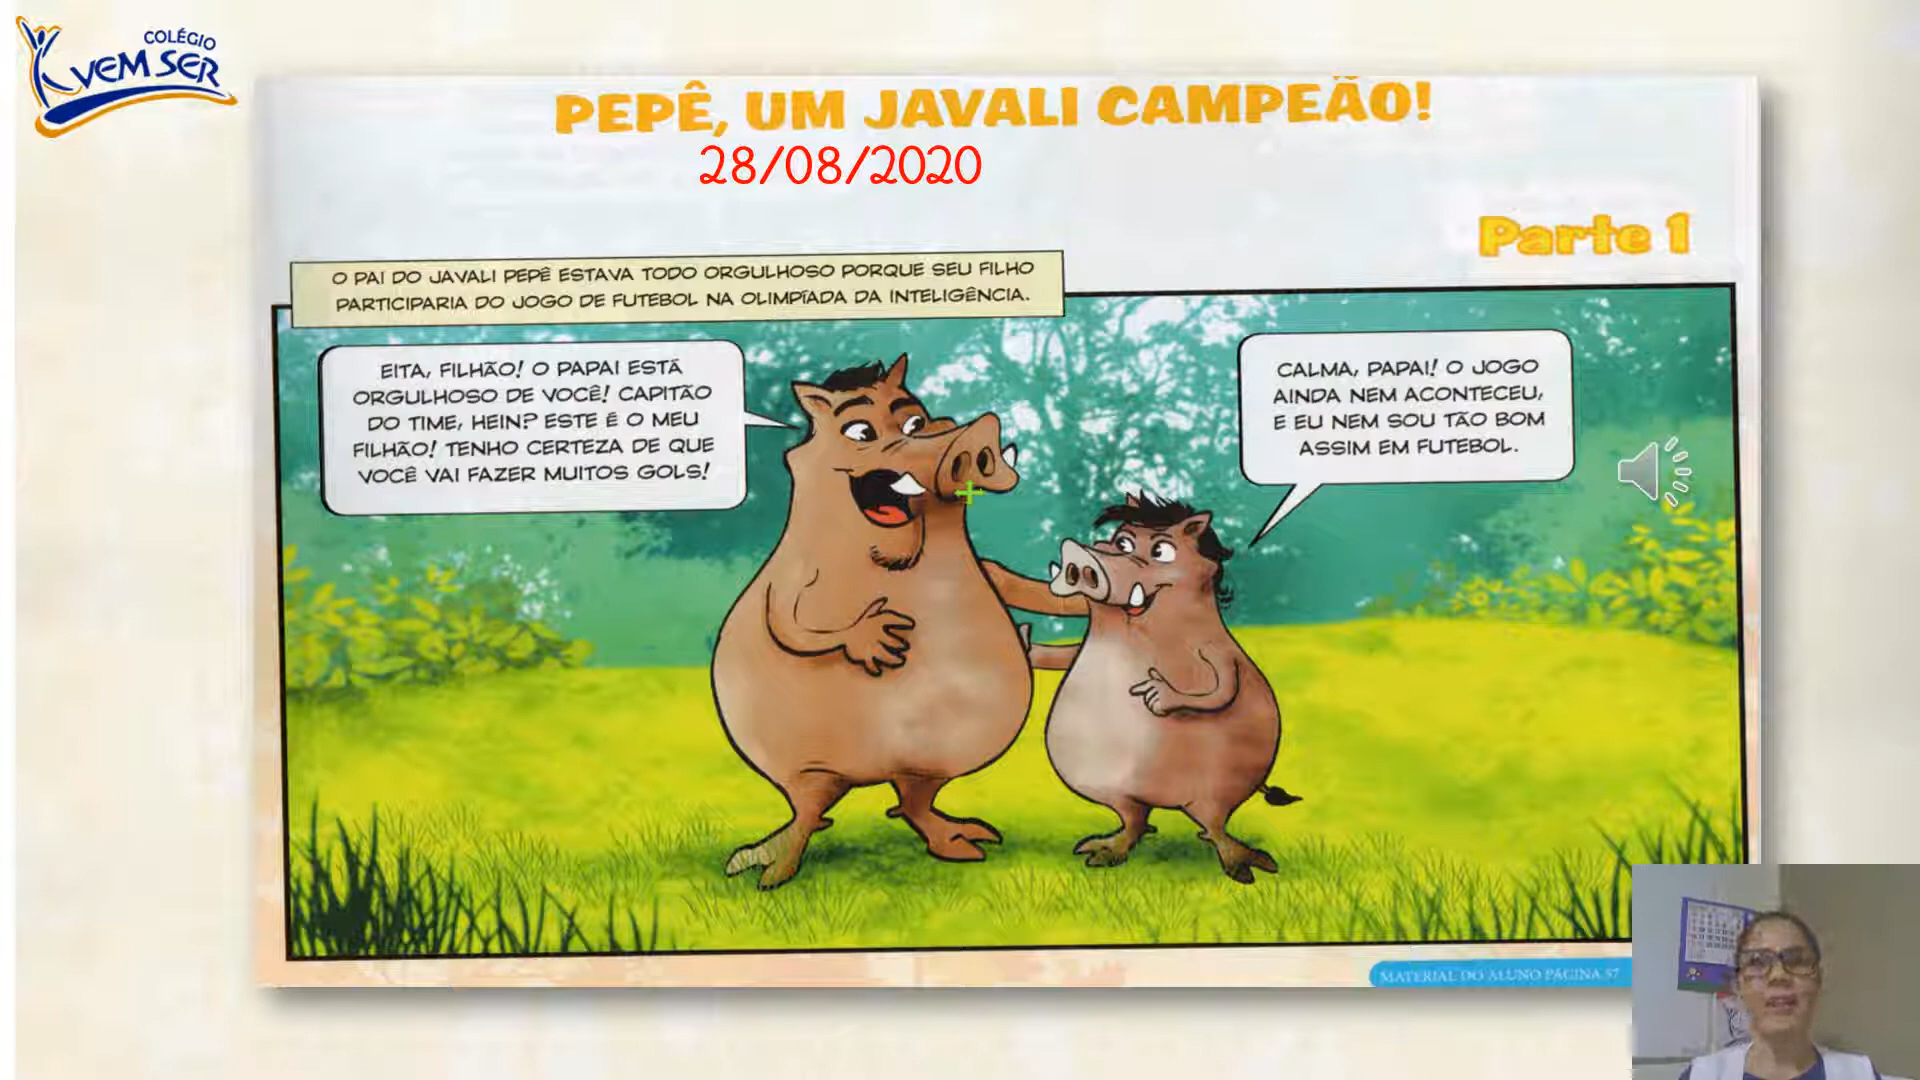 COLÉGIO
VEM SER
PEPÊ, UM JAVALI CAMPEÃO!
28/08/2020
Parte 1
O PAI DO JAVALI PEPÊ ESTAVA TODO ORGULHOSO PORQUE SEU FILHO
PARTICIPARIA DO JOGO DE FUTEBOL NA OLIMPÍADA DA INTELIGÊNCIA.
EITA, FILHÃO! O PAPAI ESTÁ
ORGULHOSO DE VOCÊ! CAPITÃO
DO TIME, HEIN? ESTE É O MEU
FILHÃO! TENHO CERTEZA DE QUE
VOCÊ VAI FAZER MUITOS GOLS!
CALMA, PAPAI! O JOGO
AINDA NEM ACONTECEU,
E EU NEM SOU TÃO BOM
ASSIM EM FUTEBOL.
MATERIAL DO ALUNO PÁGINA 57